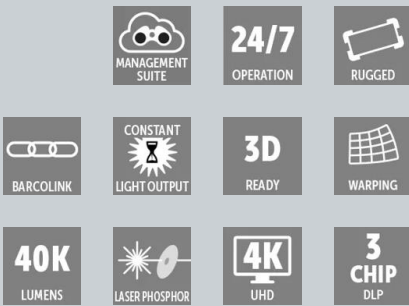 MANAGEMENT
SUITE
24/7
OPERATION
RUGGED
BARCOLINK
CONSTANT
LIGHT OUTPUT
3D
READY
WARPING
40K
LUMENS
LASER PHOSPHOR
4K
UHD
3
CHIP
DLP